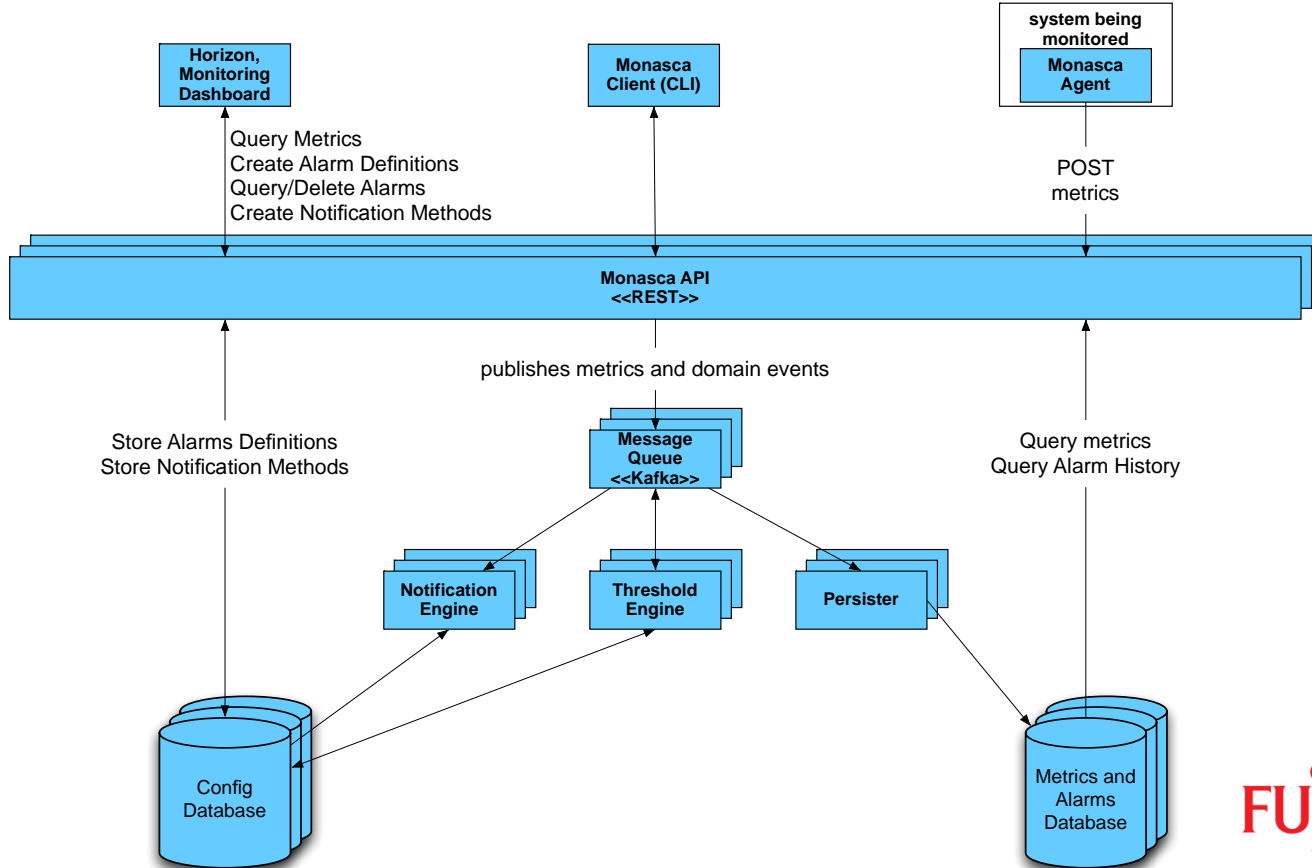 Horizon,
Monitoring
Dashboard
Monasca
Client (CLI)
system being
monitored
Monasca
Agent
Query Metrics
Create Alarm Definitions
Query/Delete Alarms
Create Notification Methods
POST
metrics
Monasca API
<<REST>>
publishes metrics and domain events
Store Alarms Definitions
Store Notification Methods
Message
Queue
<<Kafka>>
Query metrics
Query Alarm History
Notification
Engine
Threshold
Engine
Persister
Config
Database
Metrics and
Alarms
Database
FU